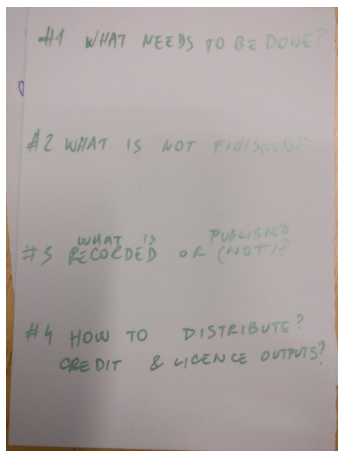 #1 WHAT NEEDS TO BE DONE?
#2 WHAT IS NOT FINISHED?
WHAT IS PUBLISHED
#3 RECORDED OR (NOT)?
#4 HOW TO DISTRIBUTE?
CREDIT & LICENCE OUTPUTS?